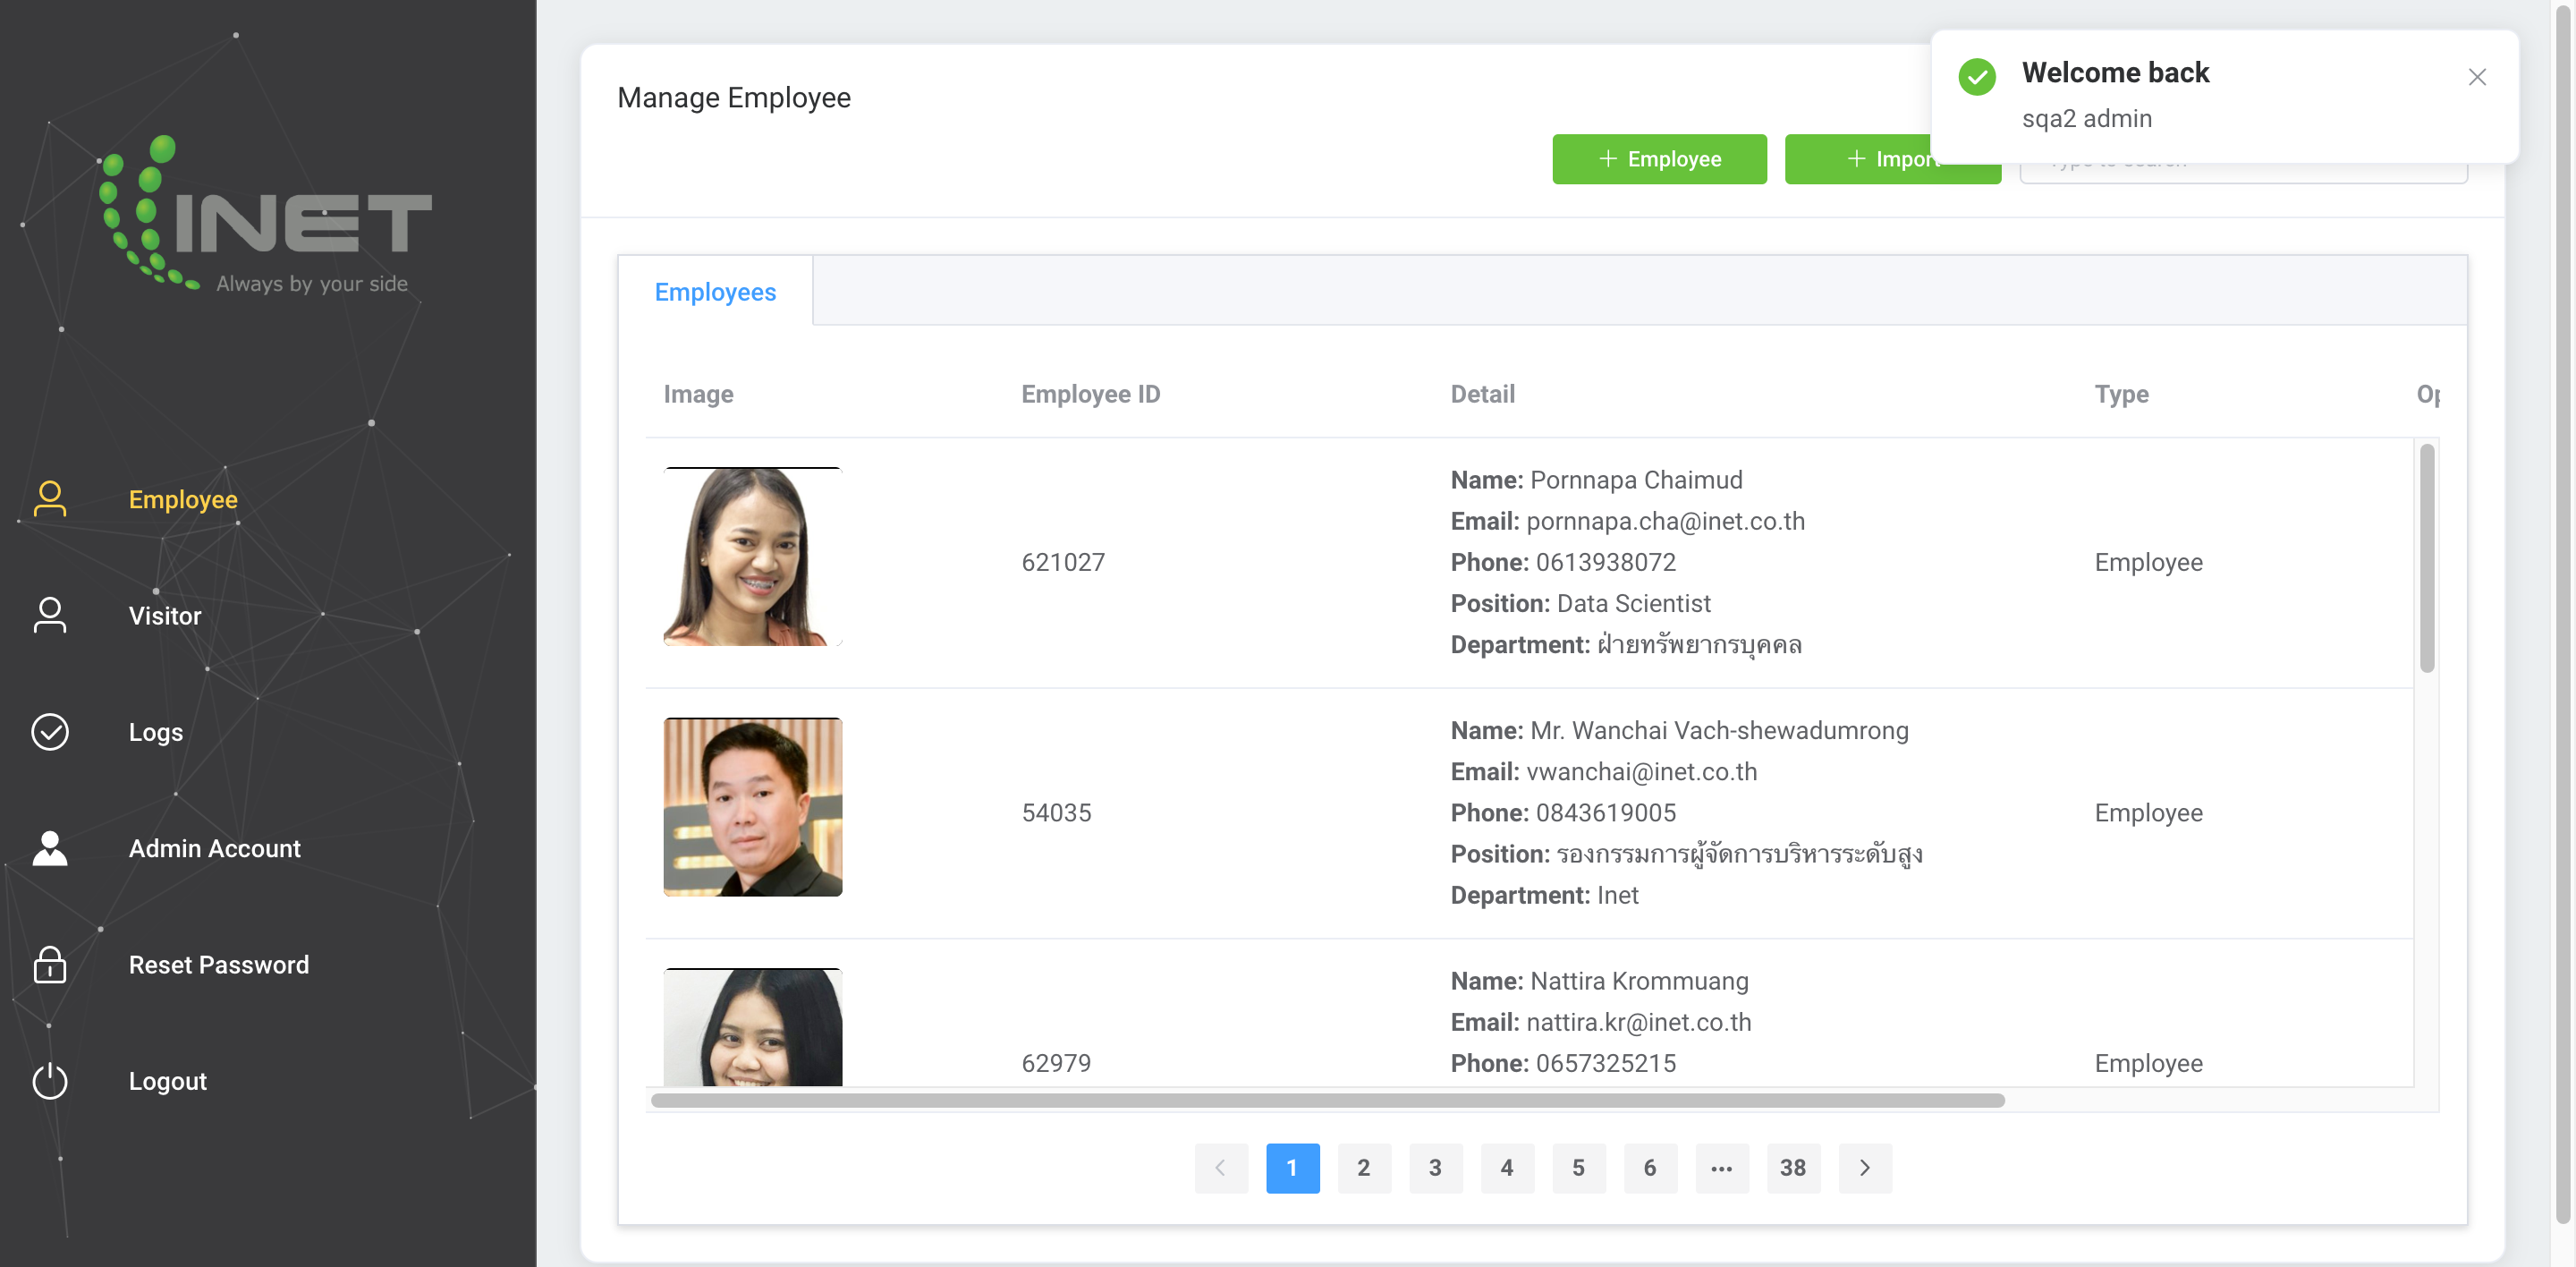 INET
Always by your side
Employee
Visitor
Logs
Admin Account
Reset Password
Logout
Manage Employee
Welcome back
sqa2 admin
+ Employee
+ Import
Type to search
Employees
Image Employee ID Detail Type Op
621027
Name: Pornnapa Chaimud
Email: pornnapa.cha@inet.co.th
Phone: 0613938072
Position: Data Scientist
Department: ฝ่ายทรัพยากรบุคคล
Employee
54035
Name: Mr. Wanchai Vach-shewadumrong
Email: vwanchai@inet.co.th
Phone: 0843619005
Position: รองกรรมการผู้จัดการบริหารระดับสูง
Department: Inet
Employee
62979
Name: Nattira Krommuang
Email: nattira.kr@inet.co.th
Phone: 0657325215
Employee
1 2 3 4 5 6 ••• 38